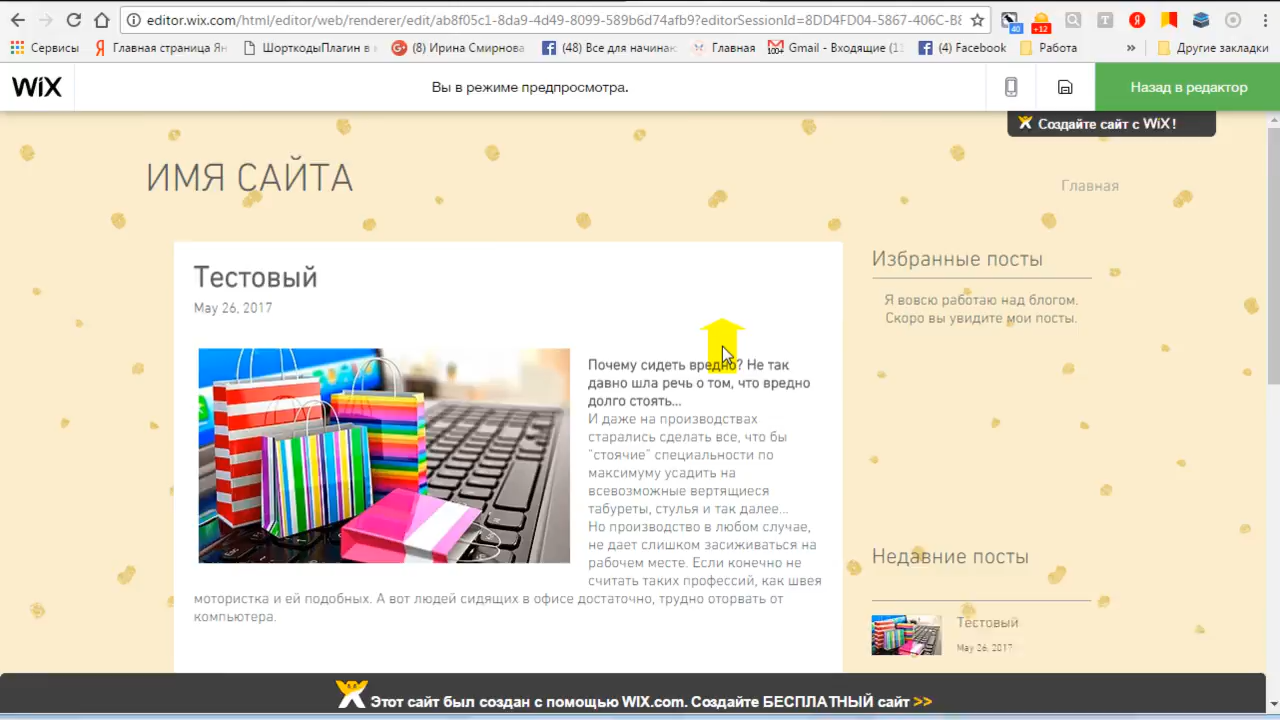 editor.wix.com/html/editor/web/renderer/edit/ab8f05c1-8da9-4d49-8099-589b6d74afb9?editorSessionId=8DD4FD04-5867-406C-B8
40
+12
Сервисы
Главная страница Ян
ШорткодыПлагин в
(8) Ирина Смирнова
(48) Все для начинак
Главная
100+
Gmail - Входящие (11
(4) Facebook
Работа
»
Другие закладки
WiX
Вы в режиме предпросмотра.
Назад в редактор
Создайте сайт с WiX!
ИМЯ САЙТА
Главная
Тестовый
May 26, 2017
Почему сидеть вредно? Не так
давно шла речь о том, что вредно
долго стоять...
И даже на производствах
старались сделать все, что бы
"стоячие" специальности по
максимуму усадить на
всевозможные вертящиеся
табуреты, стулья и так далее...
Но производство в любом случае,
не дает слишком засиживаться на
рабочем месте. Если конечно не
считать таких профессий, как швея
мотористка и ей подобных. А вот людей сидящих в офисе достаточно, трудно оторвать от
компьютера.
Избранные посты
Я вовсю работаю над блогом.
Скоро вы увидите мои посты.
Недавние посты
Тестовый
May 26, 2017
Этот сайт был создан с помощью WIX.com. Создайте БЕСПЛАТНЫЙ сайт >>